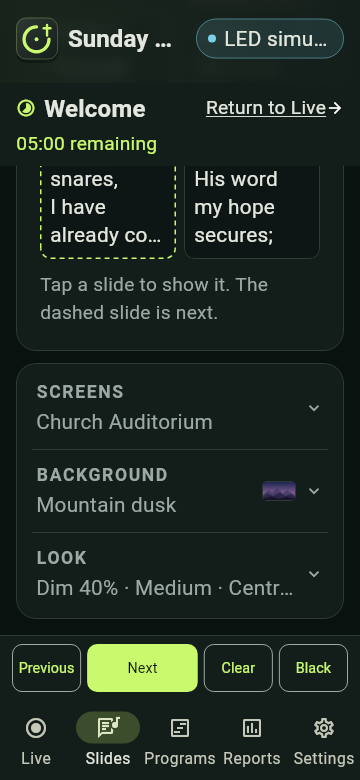 Sunday ...
LED simu...
Welcome
Return to Live
05:00 remaining
snares,
I have
already co...
His word
my hope
secures;
Tap a slide to show it. The
dashed slide is next.
SCREENS
Church Auditorium
BACKGROUND
Mountain dusk
LOOK
Dim 40% · Medium · Centr...
Previous
Next
Clear
Black
Live
Slides
Programs
Reports
Settings